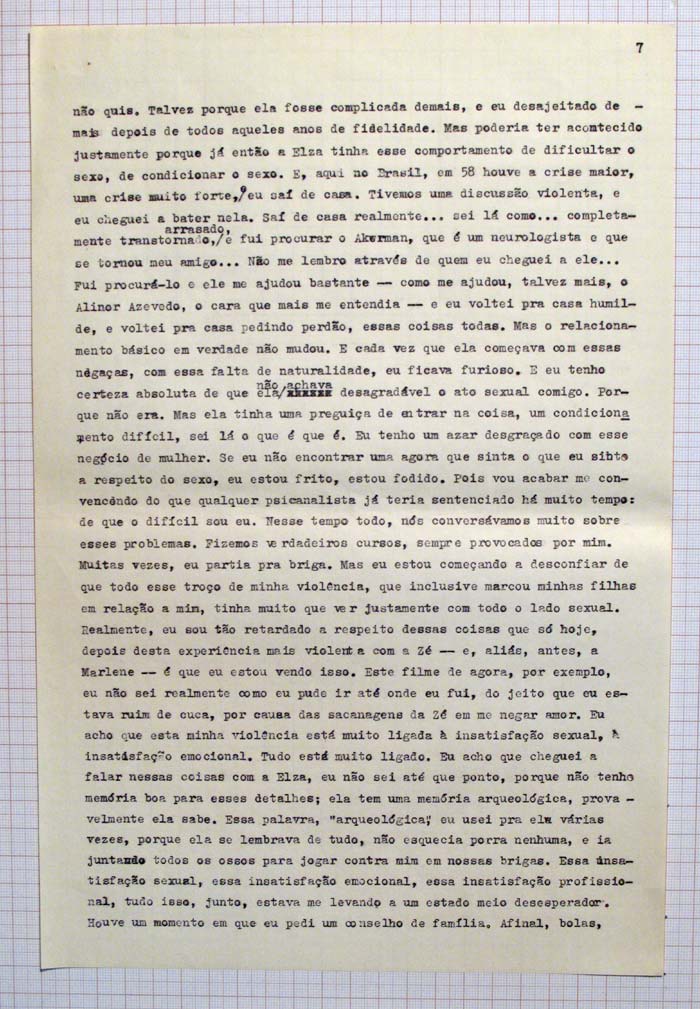 7
não quis. Talvez porque ela fosse complicada demais, e eu desajeitado de -
mais depois de todos aqueles anos de fidelidade. Mas poderia ter acontecido
justamente porque já então a Elza tinha esse comportamento de dificultar o
sexo, de condicionar o sexo. E, aqui no Brasil, em 58 houve a crise maior,
uma crise muito forte,/e eu saí de casa. Tivemos uma discussão violenta, e
eu cheguei a bater nela. Saí de casa realmente... sei lá como... completa-
arrasado,
mente transtornado,/e fui procurar o Akerman, que é um neurologista e que
se tornou meu amigo... Não me lembro através de quem eu cheguei a ele...
Fui procurá-lo e ele me ajudou bastante — como me ajudou, talvez mais, o
Alinor Azevedo, o cara que mais me entendia — e eu voltei pra casa humil-
de, e voltei pra casa pedindo perdão, essas coisas todas. Mas o relaciona-
mento básico em verdade não mudou. E cada vez que ela começava com essas
negaças, com essa falta de naturalidade, eu ficava furioso. E eu tenho
não achava
certeza absoluta de que ela/xxxxxx desagradável o ato sexual comigo. Por-
que não era. Mas ela tinha uma preguiça de entrar na coisa, um condiciona
mento difícil, sei lá o que é que é. Eu tenho um azar desgraçado com esse
negócio de mulher. Se eu não encontrar uma agora que sinta o que eu sibto
a respeito do sexo, eu estou frito, estou fodido. Pois vou acabar me con-
vencendo do que qualquer psicanalista já teria sentenciado há muito tempo:
de que o difícil sou eu. Nesse tempo todo, nós conversávamos muito sobre
esses problemas. Fizemos verdadeiros cursos, sempre provocados por mim.
Muitas vezes, eu partia pra briga. Mas eu estou começando a desconfiar de
que todo esse troço de minha violência, que inclusive marcou minhas filhas
em relação a mim, tinha muito que ver justamente com todo o lado sexual.
Realmente, eu sou tão retardado a respeito dessas coisas que só hoje,
depois desta experiência mais violenta com a Zé — e, aliás, antes, a
Marlene — é que eu estou vendo isso. Este filme de agora, por exemplo,
eu não sei realmente como eu pude ir até onde eu fui, do jeito que eu es-
tava ruim de cuca, por causa das sacanagens da Zé em me negar amor. Eu
acho que esta minha violência está muito ligada à insatisfação sexual, à
insatisfação emocional. Tudo está muito ligado. Eu acho que cheguei a
falar nessas coisas com a Elza, eu não sei até que ponto, porque não tenho
memória boa para esses detalhes; ela tem uma memória arqueológica, prova -
velmente ela sabe. Essa palavra, "arqueológica," eu usei pra ela várias
vezes, porque ela se lembrava de tudo, não esquecia porra nenhuma, e ia
juntando todos os ossos para jogar contra mim em nossas brigas. Essa insa-
tisfação sexual, essa insatisfação emocional, essa insatisfação profissio-
nal, tudo isso, junto, estava me levando a um estado meio desesperador.
Houve um momento em que eu pedi um conselho de família. Afinal, bolas,